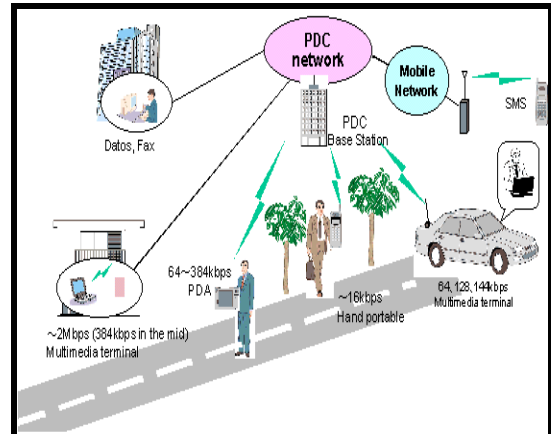 PDC
network
Mobile
Network
SMS
Datos, Fax
PDC
Base Station
64~384kbps
PDA
~16kbps
Hand portable
64,128,144kbps
Multimedia terminal
~2Mbps (384kbps in the mid)
Multimedia terminal